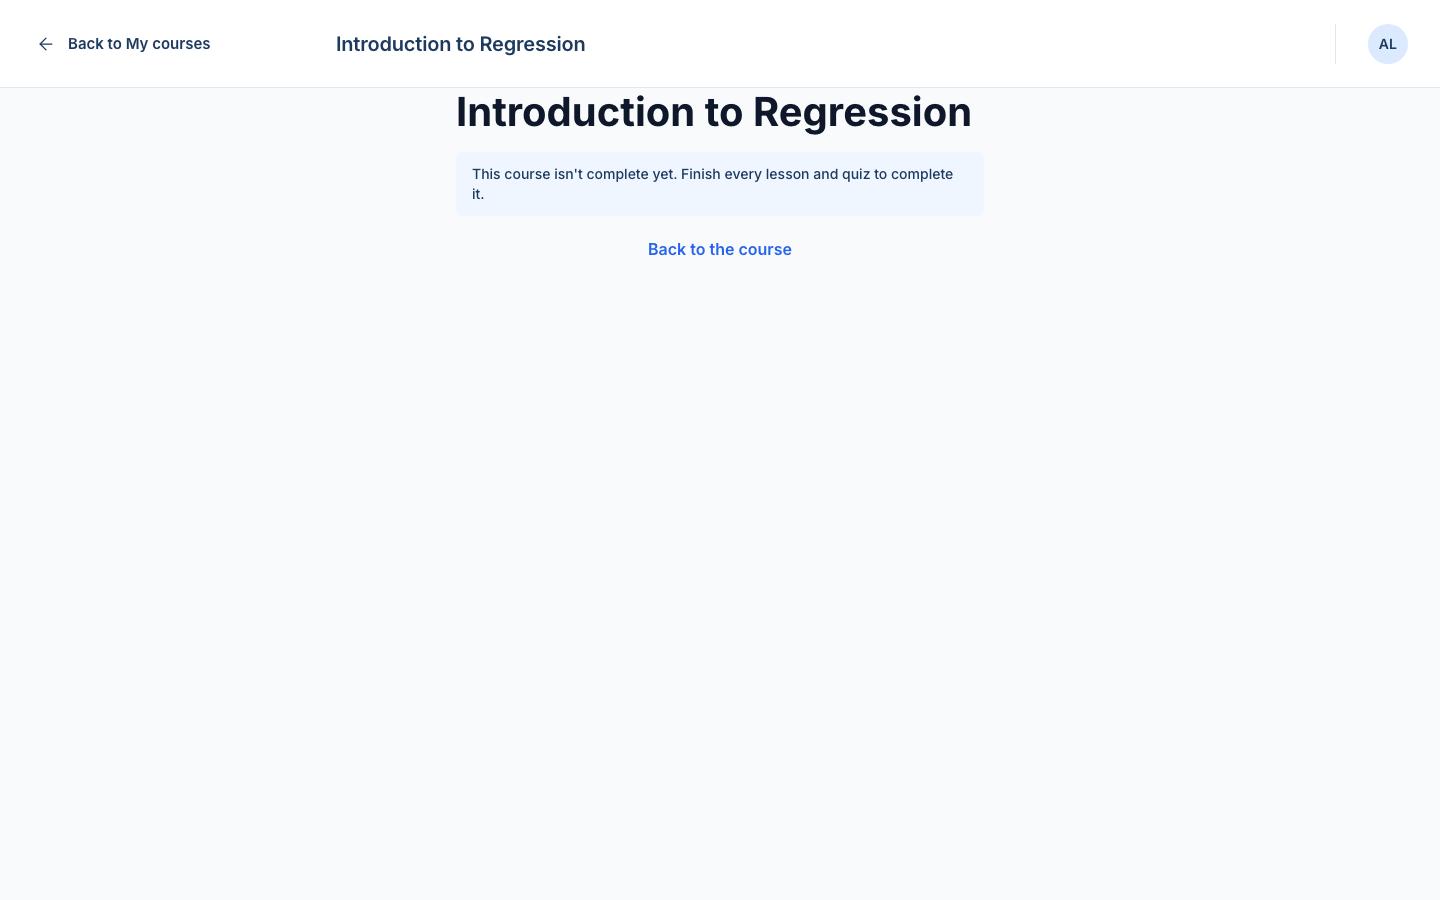 Back to My courses
Introduction to Regression
AL
Introduction to Regression
This course isn't complete yet. Finish every lesson and quiz to complete
it.
Back to the course